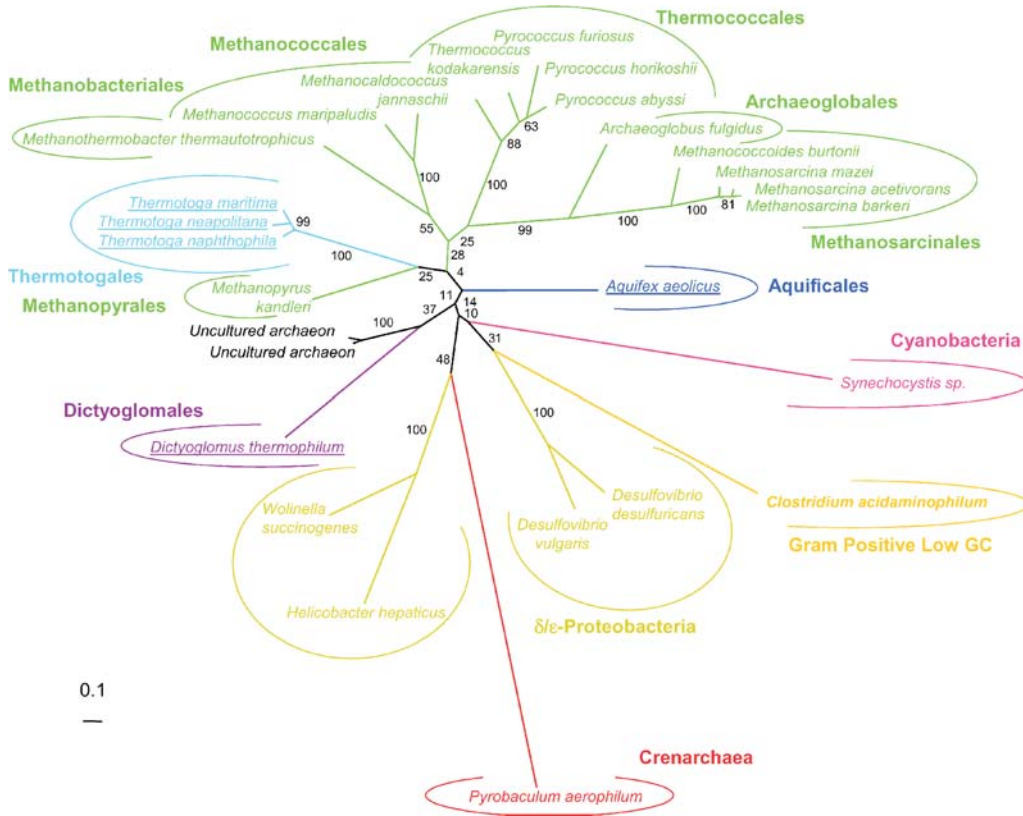 Thermococcales
Pyrococcus furiosus
Methanococcales
Thermococcus
kodakarensis
Pyrococcus horikoshii
Methanobacteriales
Methanocaldococcus
jannaschii
Pyrococcus abyssi
Archaeoglobales
Methanococcus maripaludis
63
Archaeoglobus fulgidus
Methanothermobacter thermautotrophicus
88
Methanococcoides burtonii
Methanosarcina mazei
100
100
Methanosarcina acetivorans
Thermotoga maritima
100
100
81
Methanosarcina barkeri
Thermotoga neapolitana
99
55
25
99
Thermotoga naphthophila
Methanosarcinales
100
28
Thermotogales
25
4
Methanopyrus
kandleri
Aquifex aeolicus
Aquificales
Methanopyrales
11
14
37
10
Uncultured archaeon
100
31
Cyanobacteria
Uncultured archaeon
48
Synechocystis sp.
Dictyoglomales
100
100
Dictyoglomus thermophilum
Clostridium acidaminophilum
Wolinella
succinogenes
Desulfovibrio
desulfuricans
Desulfovibrio
vulgaris
Gram Positive Low GC
Helicobacter hepaticus
δ/ε-Proteobacteria
0.1
Crenarchaea
Pyrobaculum aerophilum